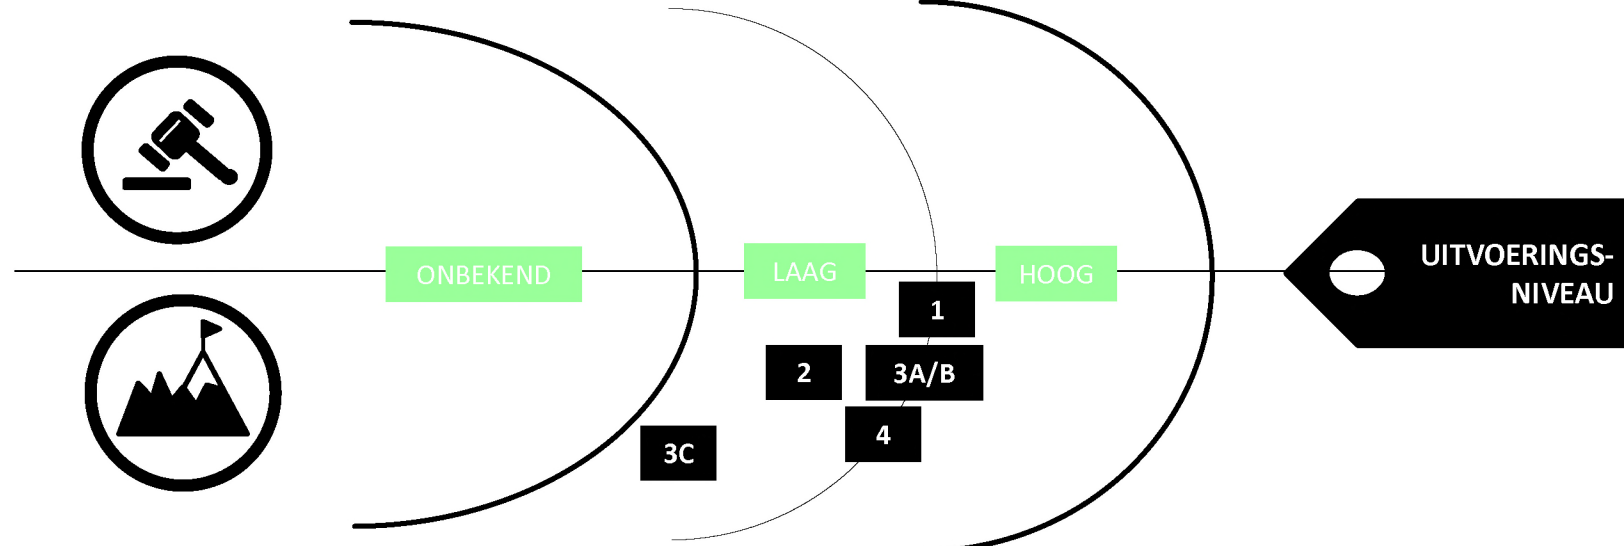 ONBEKEND
LAAG
HOOG
UITVOERINGS-
NIVEAU
1
2
3A/B
4
3C